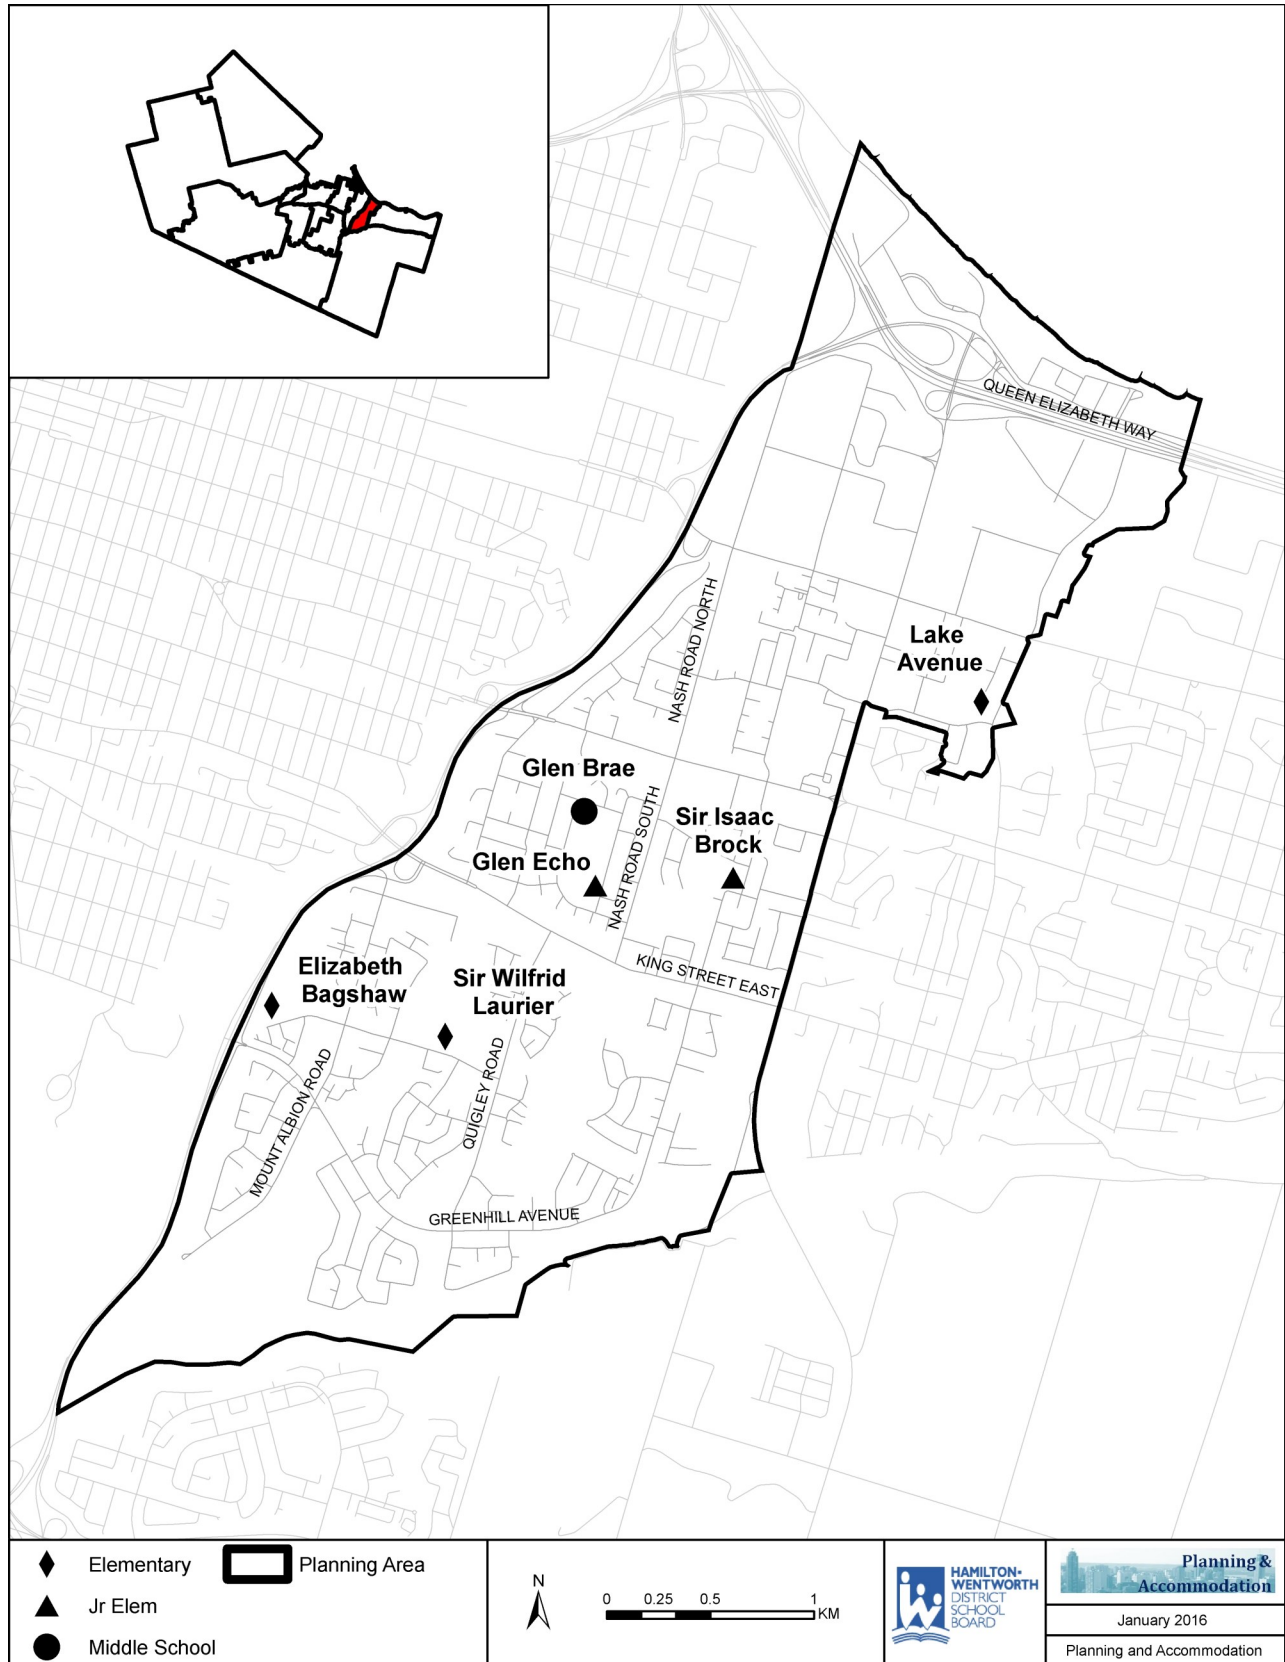 QUEEN ELIZABETH WAY
NASH ROAD NORTH
Lake
Avenue
Glen Brae
NASH ROAD SOUTH
Sir Isaac
Brock
Glen Echo
KING STREET EAST
Elizabeth
Bagshaw
Sir Wilfrid
Laurier
MOUNT ALBION ROAD
QUIGLEY ROAD
GREENHILL AVENUE
Elementary
Planning Area
Jr Elem
Middle School
N
0 0.25 0.5 1
KM
HAMILTON-
WENTWORTH
DISTRICT
SCHOOL
BOARD
Planning &
Accommodation
January 2016
Planning and Accommodation